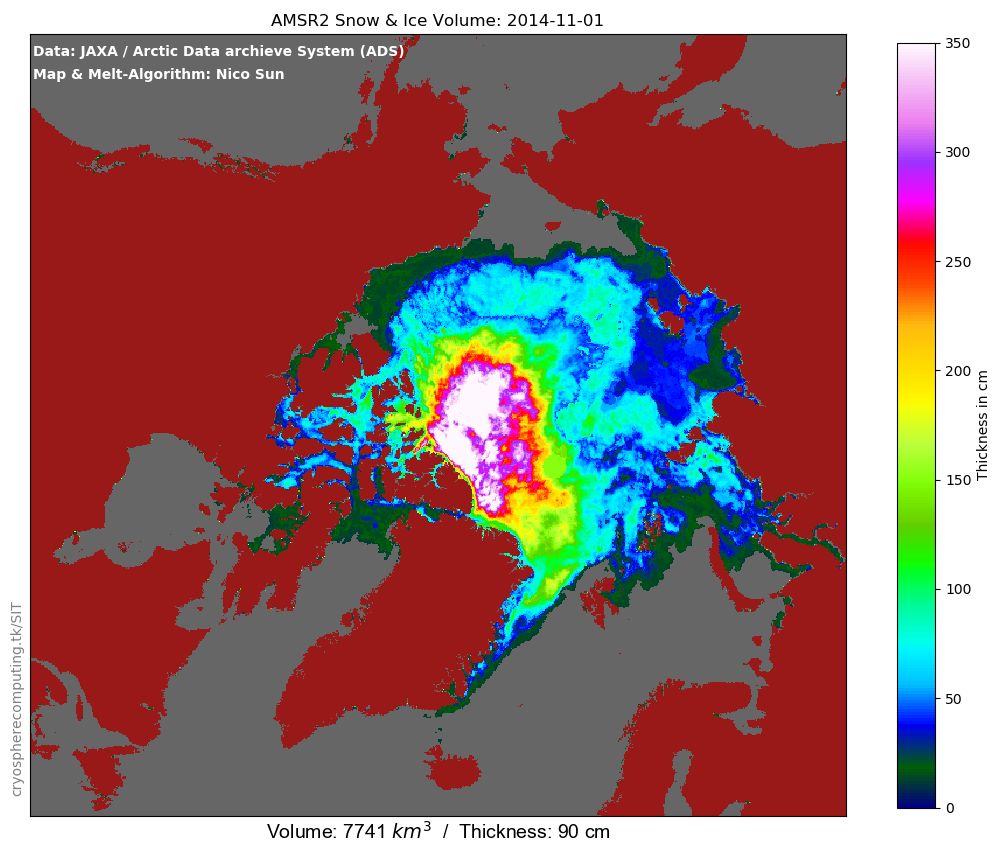 AMSR2 Snow & Ice Volume: 2014-11-01
Data: JAXA / Arctic Data archieve System (ADS)
Map & Melt-Algorithm: Nico Sun
350
300
250
200
150
100
50
0
Thickness in cm
cryospherecomputing.tk/SIT
Volume: 7741 km³ / Thickness: 90 cm